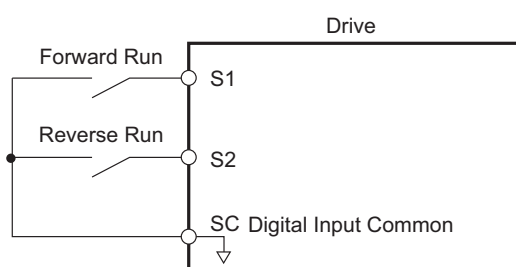 Drive
Forward Run
S1
Reverse Run
S2
SC Digital Input Common